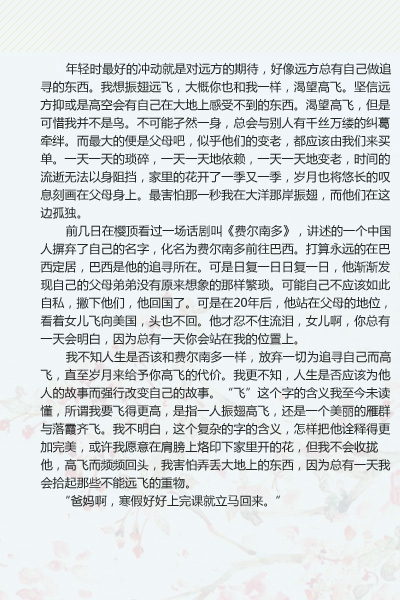 年轻时最好的冲动就是对远方的期待，好像远方总有自己做追
寻的东西。我想振翅远飞，大概你也和我一样，渴望高飞。坚信远
方抑或是高空会有自己在大地上感受不到的东西。渴望高飞，但是
可惜我并不是鸟。不可能孑然一身，总会与别人有千丝万缕的纠葛
牵绊。而最大的便是父母吧，似乎他们的变老，都应该由我们来买
单。一天一天的琐碎，一天一天地依赖，一天一天地变老，时间的
流逝无法以身阻挡，家里的花开了一季又一季，岁月也将悠长的叹
息刻画在父母身上。最害怕那一秒我在大洋那岸振翅，而他们在这
边孤独。
前几日在樱顶看过一场话剧叫《费尔南多》，讲述的一个中国
人摒弃了自己的名字，化名为费尔南多前往巴西。打算永远的在巴
西定居，巴西是他的追寻所在。可是日复一日日复一日，他渐渐发
现自己的父母弟弟没有原来想象的那样繁琐。可能自己不应该如此
自私，撇下他们，他回国了。可是在20年后，他站在父母的地位，
看着女儿飞向美国，头也不回。他才忍不住流泪，女儿啊，你总有
一天会明白，因为总有一天你会站在我的位置上。
我不知人生是否该和费尔南多一样，放弃一切为追寻自己而高
飞，直至岁月来给予你高飞的代价。我更不知，人生是否应该为他
人的故事而强行改变自己的故事。“飞”这个字的含义我至今未读
懂，所谓我要飞得更高，是指一人振翅高飞，还是一个美丽的雁群
与落霞齐飞。我不明白，这个复杂的字的含义，怎样把他诠释得更
加完美，或许我愿意在肩膀上烙印下家里开的花，但我不会收拢
他，高飞而频频回头，我害怕弄丢大地上的东西，因为总有一天我
会拾起那些不能远飞的重物。
“爸妈啊，寒假好好上完课就立马回来。”